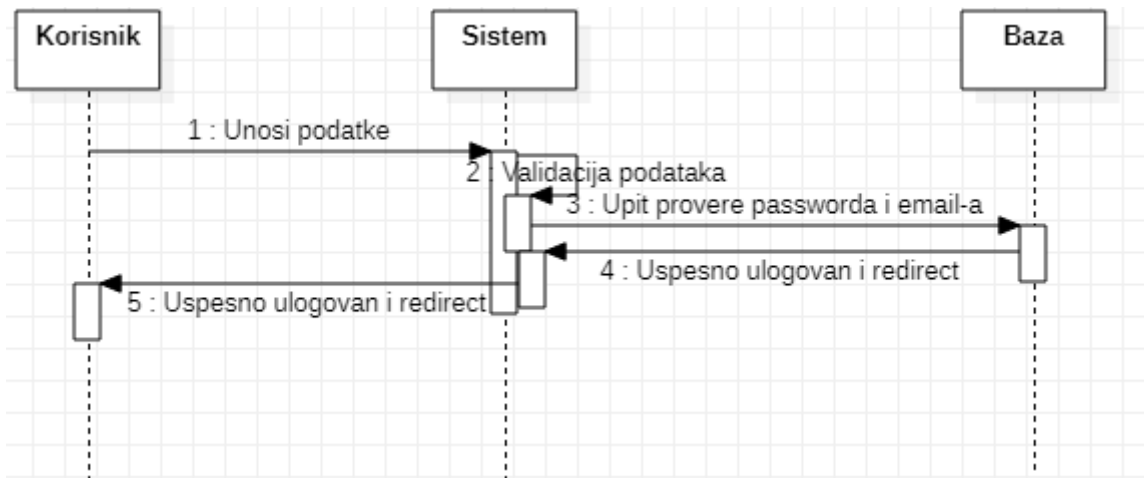 Korisnik
Sistem
Baza
1 : Unosi podatke
2 : Validacija podataka
3 : Upit provere passworda i email-a
4 : Uspesno ulogovan i redirect
5 : Uspesno ulogovan i redirect